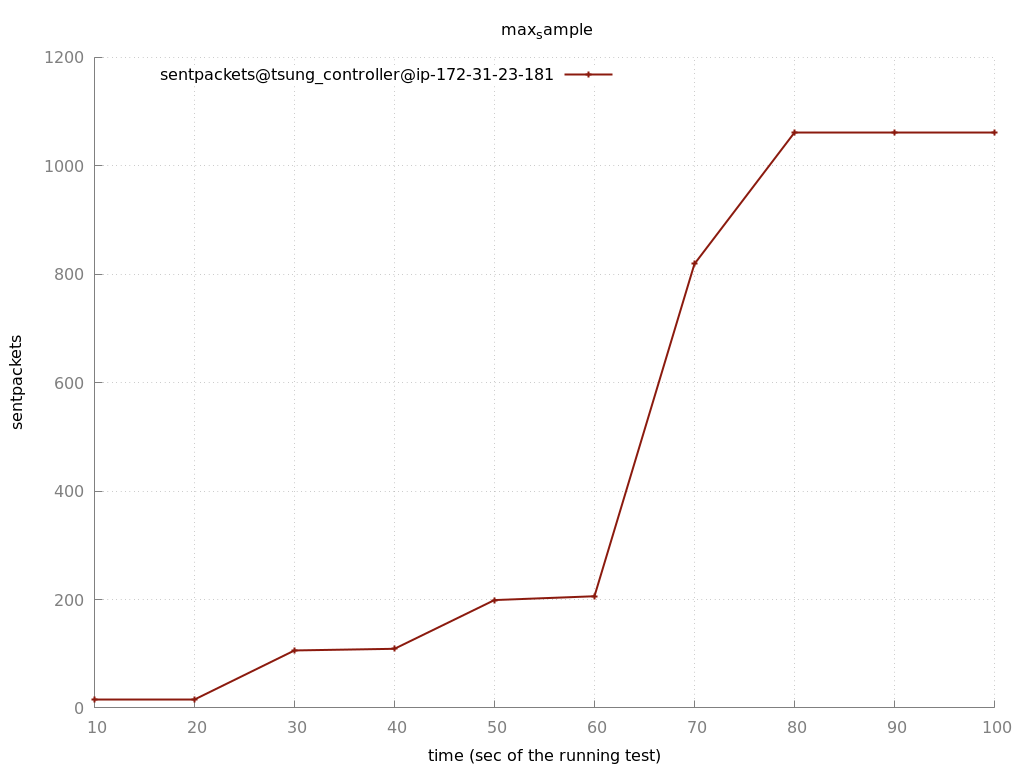 max_sample
1200
sentpackets@tsung_controller@ip-172-31-23-181
1000
800
600
400
200
0
sentpackets
10 20 30 40 50 60 70 80 90 100
time (sec of the running test)